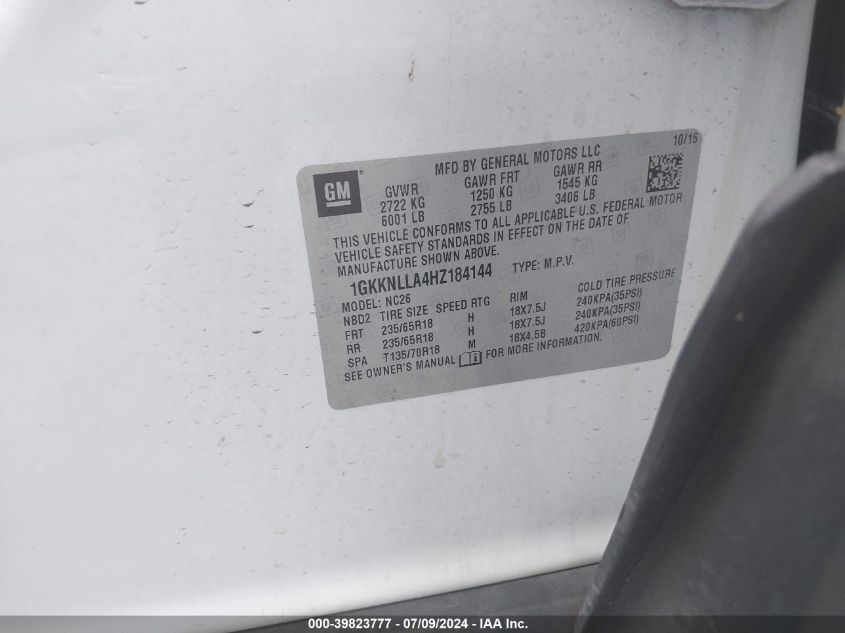 10/16
MFD BY GENERAL MOTORS LLC
GM
GVWR GAWR FRT GAWR RR
2722 KG 1250 KG 1545 KG
6001 LB 2755 LB 3406 LB
THIS VEHICLE CONFORMS TO ALL APPLICABLE U.S. FEDERAL MOTOR
VEHICLE SAFETY STANDARDS IN EFFECT ON THE DATE OF
MANUFACTURE SHOWN ABOVE.
1GKKNLLA4HZ184144 TYPE: M.P.V.
MODEL: NC26
NBD2 TIRE SIZE SPEED RTG RIM COLD TIRE PRESSURE
FRT 235/65R18 H 18X7.5J 240KPA(35PSI)
RR 235/65R18 H 18X7.5J 240KPA(35PSI)
SPA T135/70R18 M 18X4.5B 420KPA(60PSI)
SEE OWNER'S MANUAL FOR MORE INFORMATION.
000-39823777 - 07/09/2024 - IAA Inc.